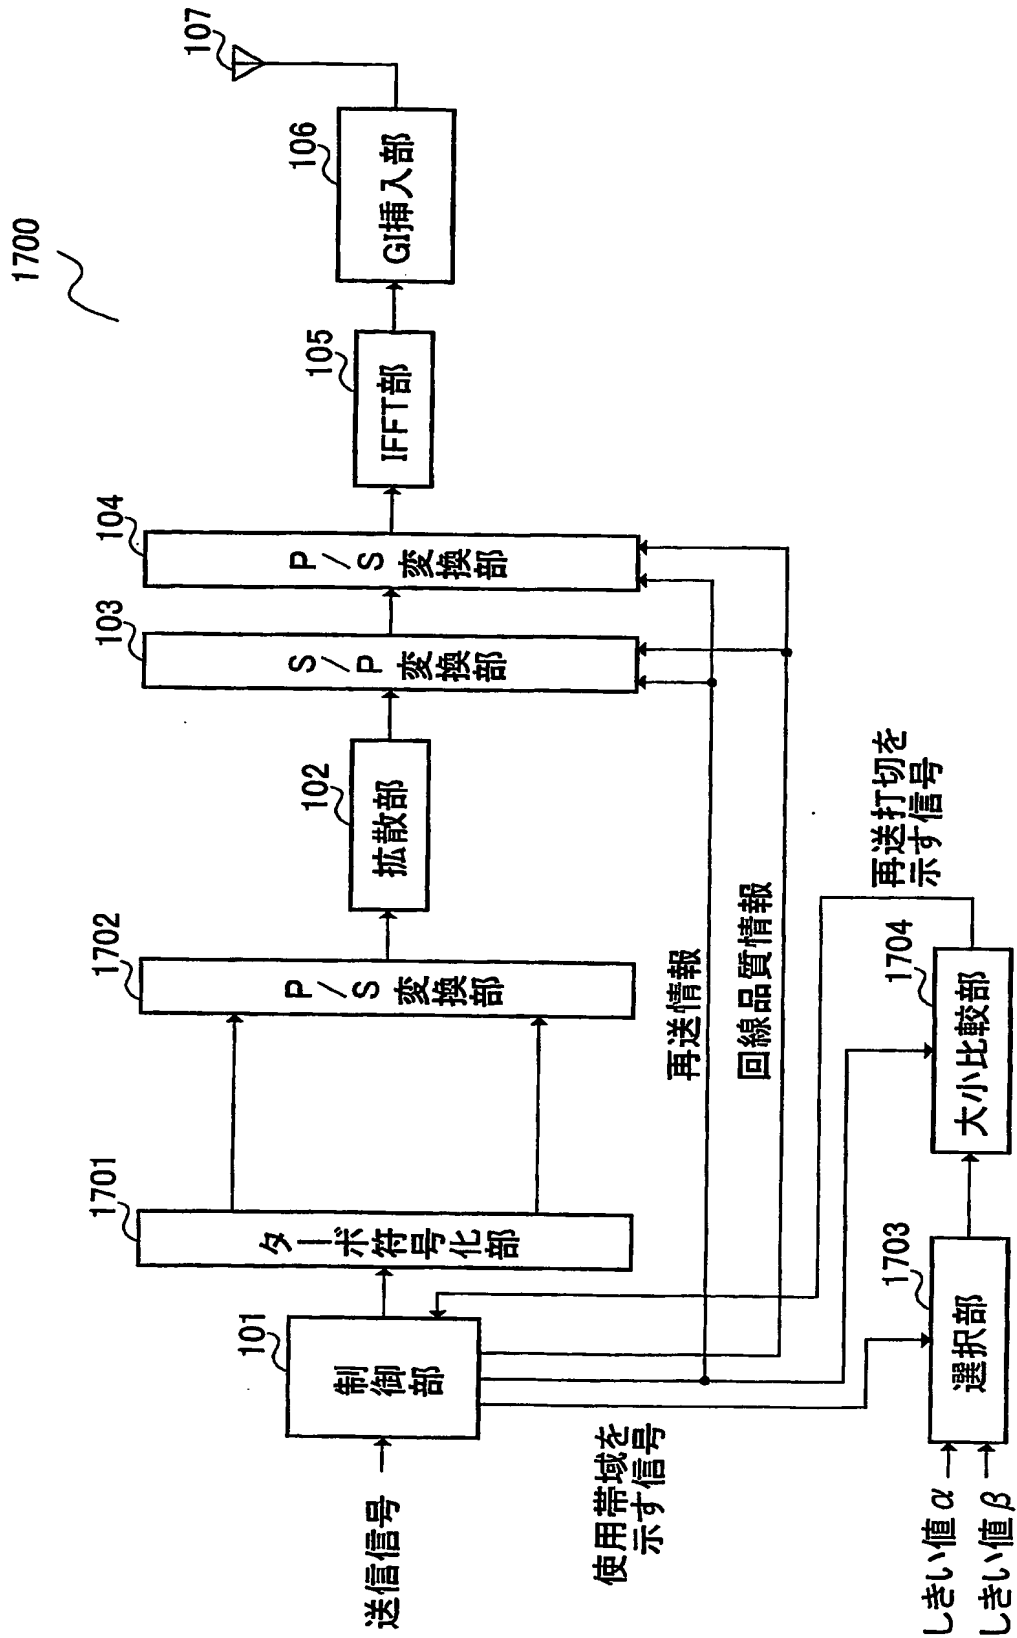 1700
送信信号
101
制御部
1701
ターボ符号化部
1702
P/S変換部
102
拡散部
103
S/P変換部
104
P/S変換部
105
IFFT部
106
GI挿入部
107
再送情報
回線品質情報
使用帯域を
示す信号
再送打切を
示す信号
しきい値α
しきい値β
1703
選択部
1704
大小比較部